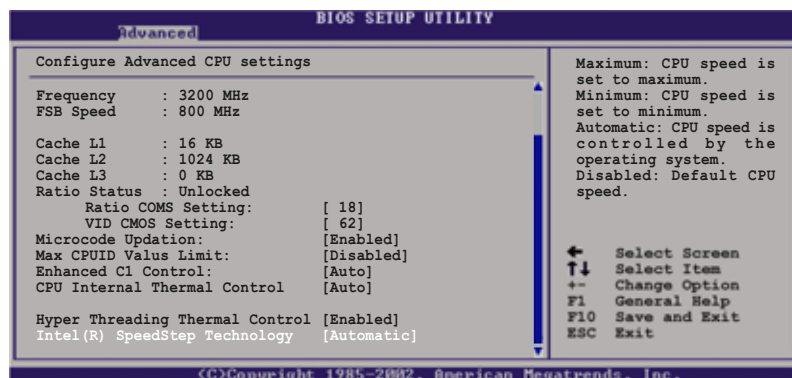 BIOS SETUP UTILITY
Advanced
Configure Advanced CPU settings
Frequency : 3200 MHz
FSB Speed : 800 MHz
Cache L1 : 16 KB
Cache L2 : 1024 KB
Cache L3 : 0 KB
Ratio Status : Unlocked
Ratio COMS Setting: [ 18]
VID CMOS Setting: [ 62]
Microcode Updation: [Enabled]
Max CPUID Valus Limit: [Disabled]
Enhanced C1 Control: [Auto]
CPU Internal Thermal Control [Auto]
Hyper Threading Thermal Control [Enabled]
Intel(R) SpeedStep Technology [Automatic]
Maximum: CPU speed is
set to maximum.
Minimum: CPU speed is
set to minimum.
Automatic: CPU speed is
controlled by the
operating system.
Disabled: Default CPU
speed.
← Select Screen
↑↓ Select Item
+- Change Option
F1 General Help
F10 Save and Exit
ESC Exit
(C)Copyright 1985-2002, American Megatrends, Inc.